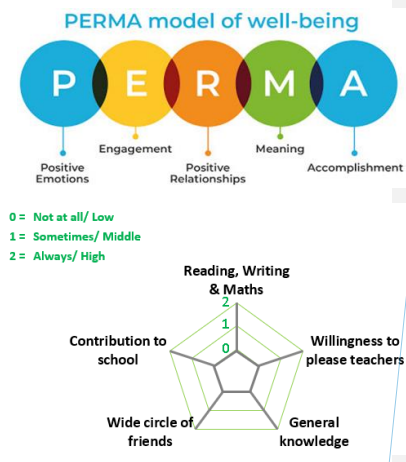 PERMA model of well-being
P E R M A
Positive
Emotions
Engagement
Positive
Relationships
Meaning
Accomplishment
0 = Not at all/ Low
1 = Sometimes/ Middle
2 = Always/ High
Reading, Writing
& Maths
2
1
0
Contribution to
school
Willingness to
please teachers
Wide circle of
friends
General
knowledge